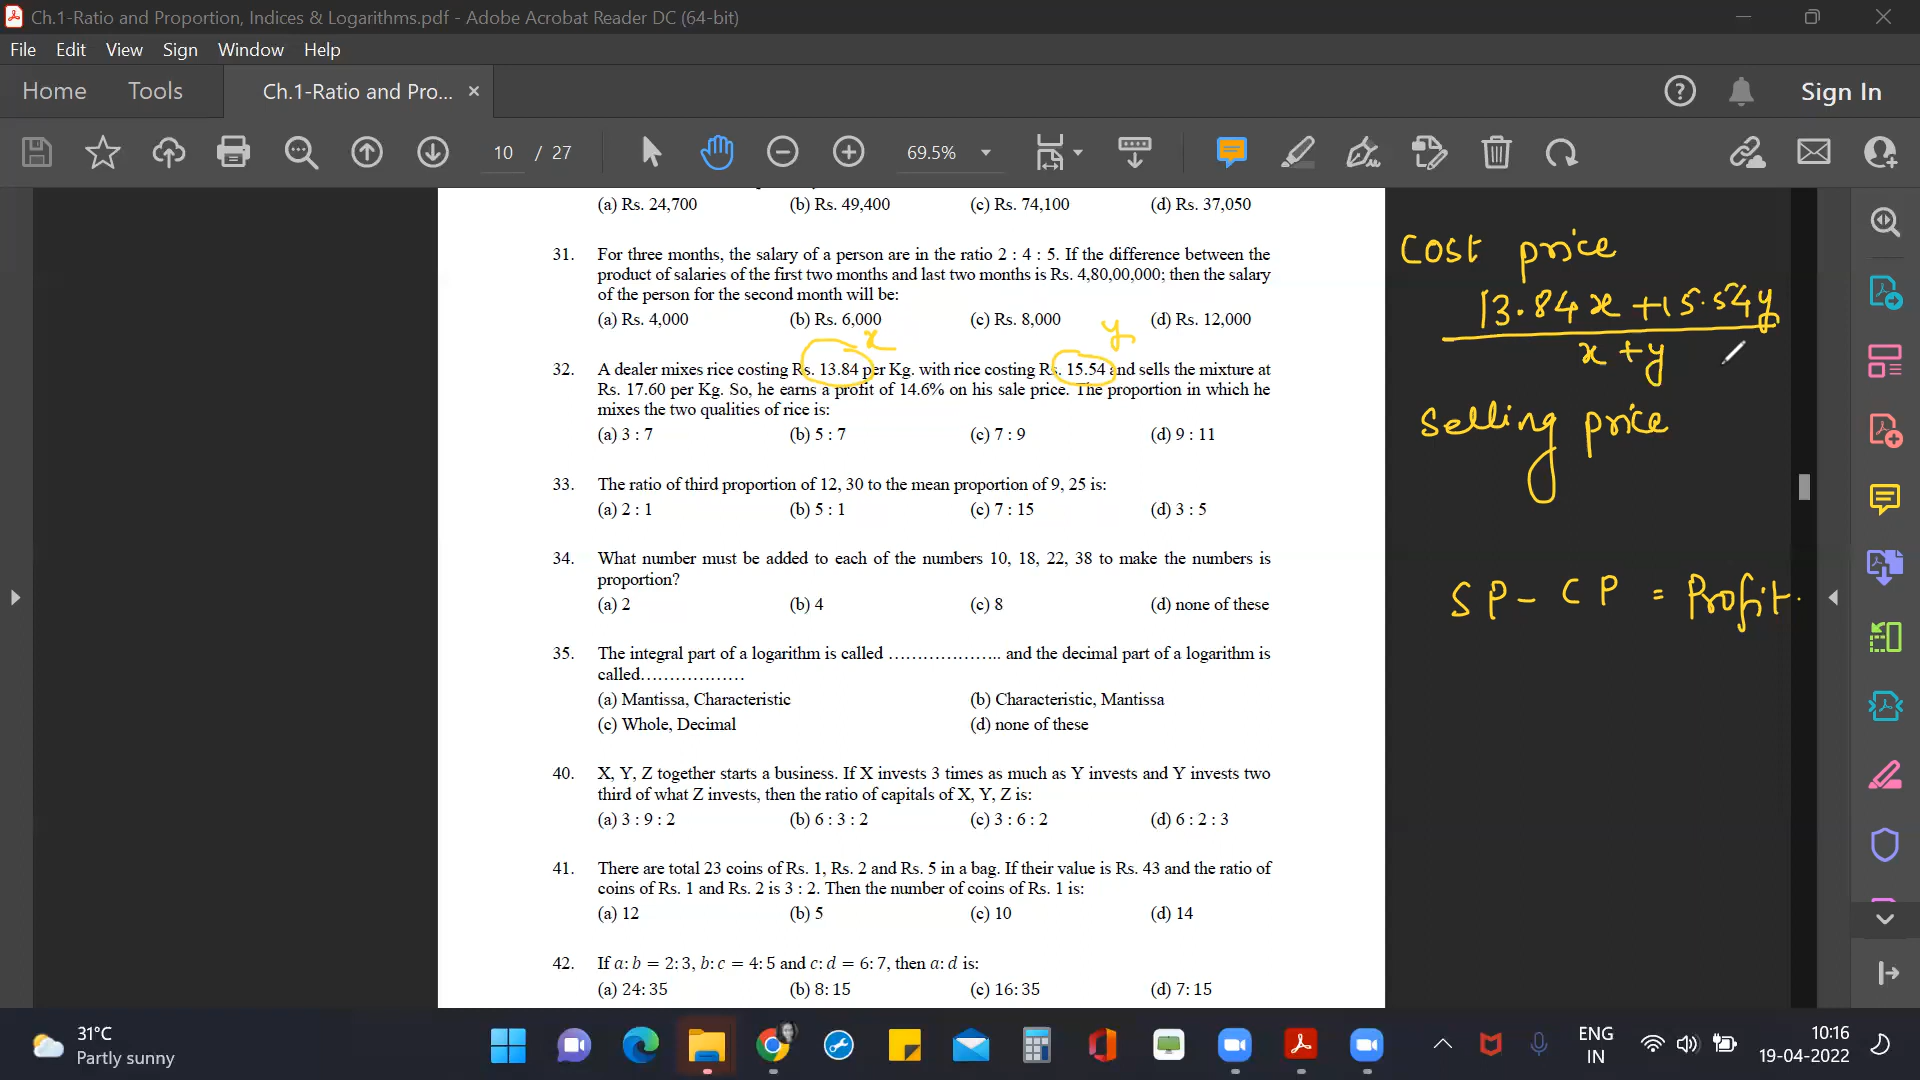 Ch.1-Ratio and Proportion, Indices & Logarithms.pdf - Adobe Acrobat Reader DC (64-bit)
File Edit View Sign Window Help
Home Tools Ch.1-Ratio and Pro... × Sign In
10 / 27 69.5%
(a) Rs. 24,700 (b) Rs. 49,400 (c) Rs. 74,100 (d) Rs. 37,050
31. For three months, the salary of a person are in the ratio 2 : 4 : 5. If the difference between the
product of salaries of the first two months and last two months is Rs. 4,80,00,000; then the salary
of the person for the second month will be:
(a) Rs. 4,000 (b) Rs. 6,000 (c) Rs. 8,000 (d) Rs. 12,000
x y
32. A dealer mixes rice costing Rs. 13.84 per Kg. with rice costing Rs. 15.54 and sells the mixture at
Rs. 17.60 per Kg. So, he earns a profit of 14.6% on his sale price. The proportion in which he
mixes the two qualities of rice is:
(a) 3 : 7 (b) 5 : 7 (c) 7 : 9 (d) 9 : 11
33. The ratio of third proportion of 12, 30 to the mean proportion of 9, 25 is:
(a) 2 : 1 (b) 5 : 1 (c) 7 : 15 (d) 3 : 5
34. What number must be added to each of the numbers 10, 18, 22, 38 to make the numbers is
proportion?
(a) 2 (b) 4 (c) 8 (d) none of these
35. The integral part of a logarithm is called ……………….. and the decimal part of a logarithm is
called………………
(a) Mantissa, Characteristic (b) Characteristic, Mantissa
(c) Whole, Decimal (d) none of these
40. X, Y, Z together starts a business. If X invests 3 times as much as Y invests and Y invests two
third of what Z invests, then the ratio of capitals of X, Y, Z is:
(a) 3 : 9 : 2 (b) 6 : 3 : 2 (c) 3 : 6 : 2 (d) 6 : 2 : 3
41. There are total 23 coins of Rs. 1, Rs. 2 and Rs. 5 in a bag. If their value is Rs. 43 and the ratio of
coins of Rs. 1 and Rs. 2 is 3 : 2. Then the number of coins of Rs. 1 is:
(a) 12 (b) 5 (c) 10 (d) 14
42. If a:b = 2:3, b:c = 4:5 and c:d = 6:7, then a:d is:
(a) 24:35 (b) 8:15 (c) 16:35 (d) 7:15
Cost price
13.84x + 15.54y
x + y
Selling price
SP - CP = Profit.
31°C
Partly sunny
ENG
IN
10:16
19-04-2022